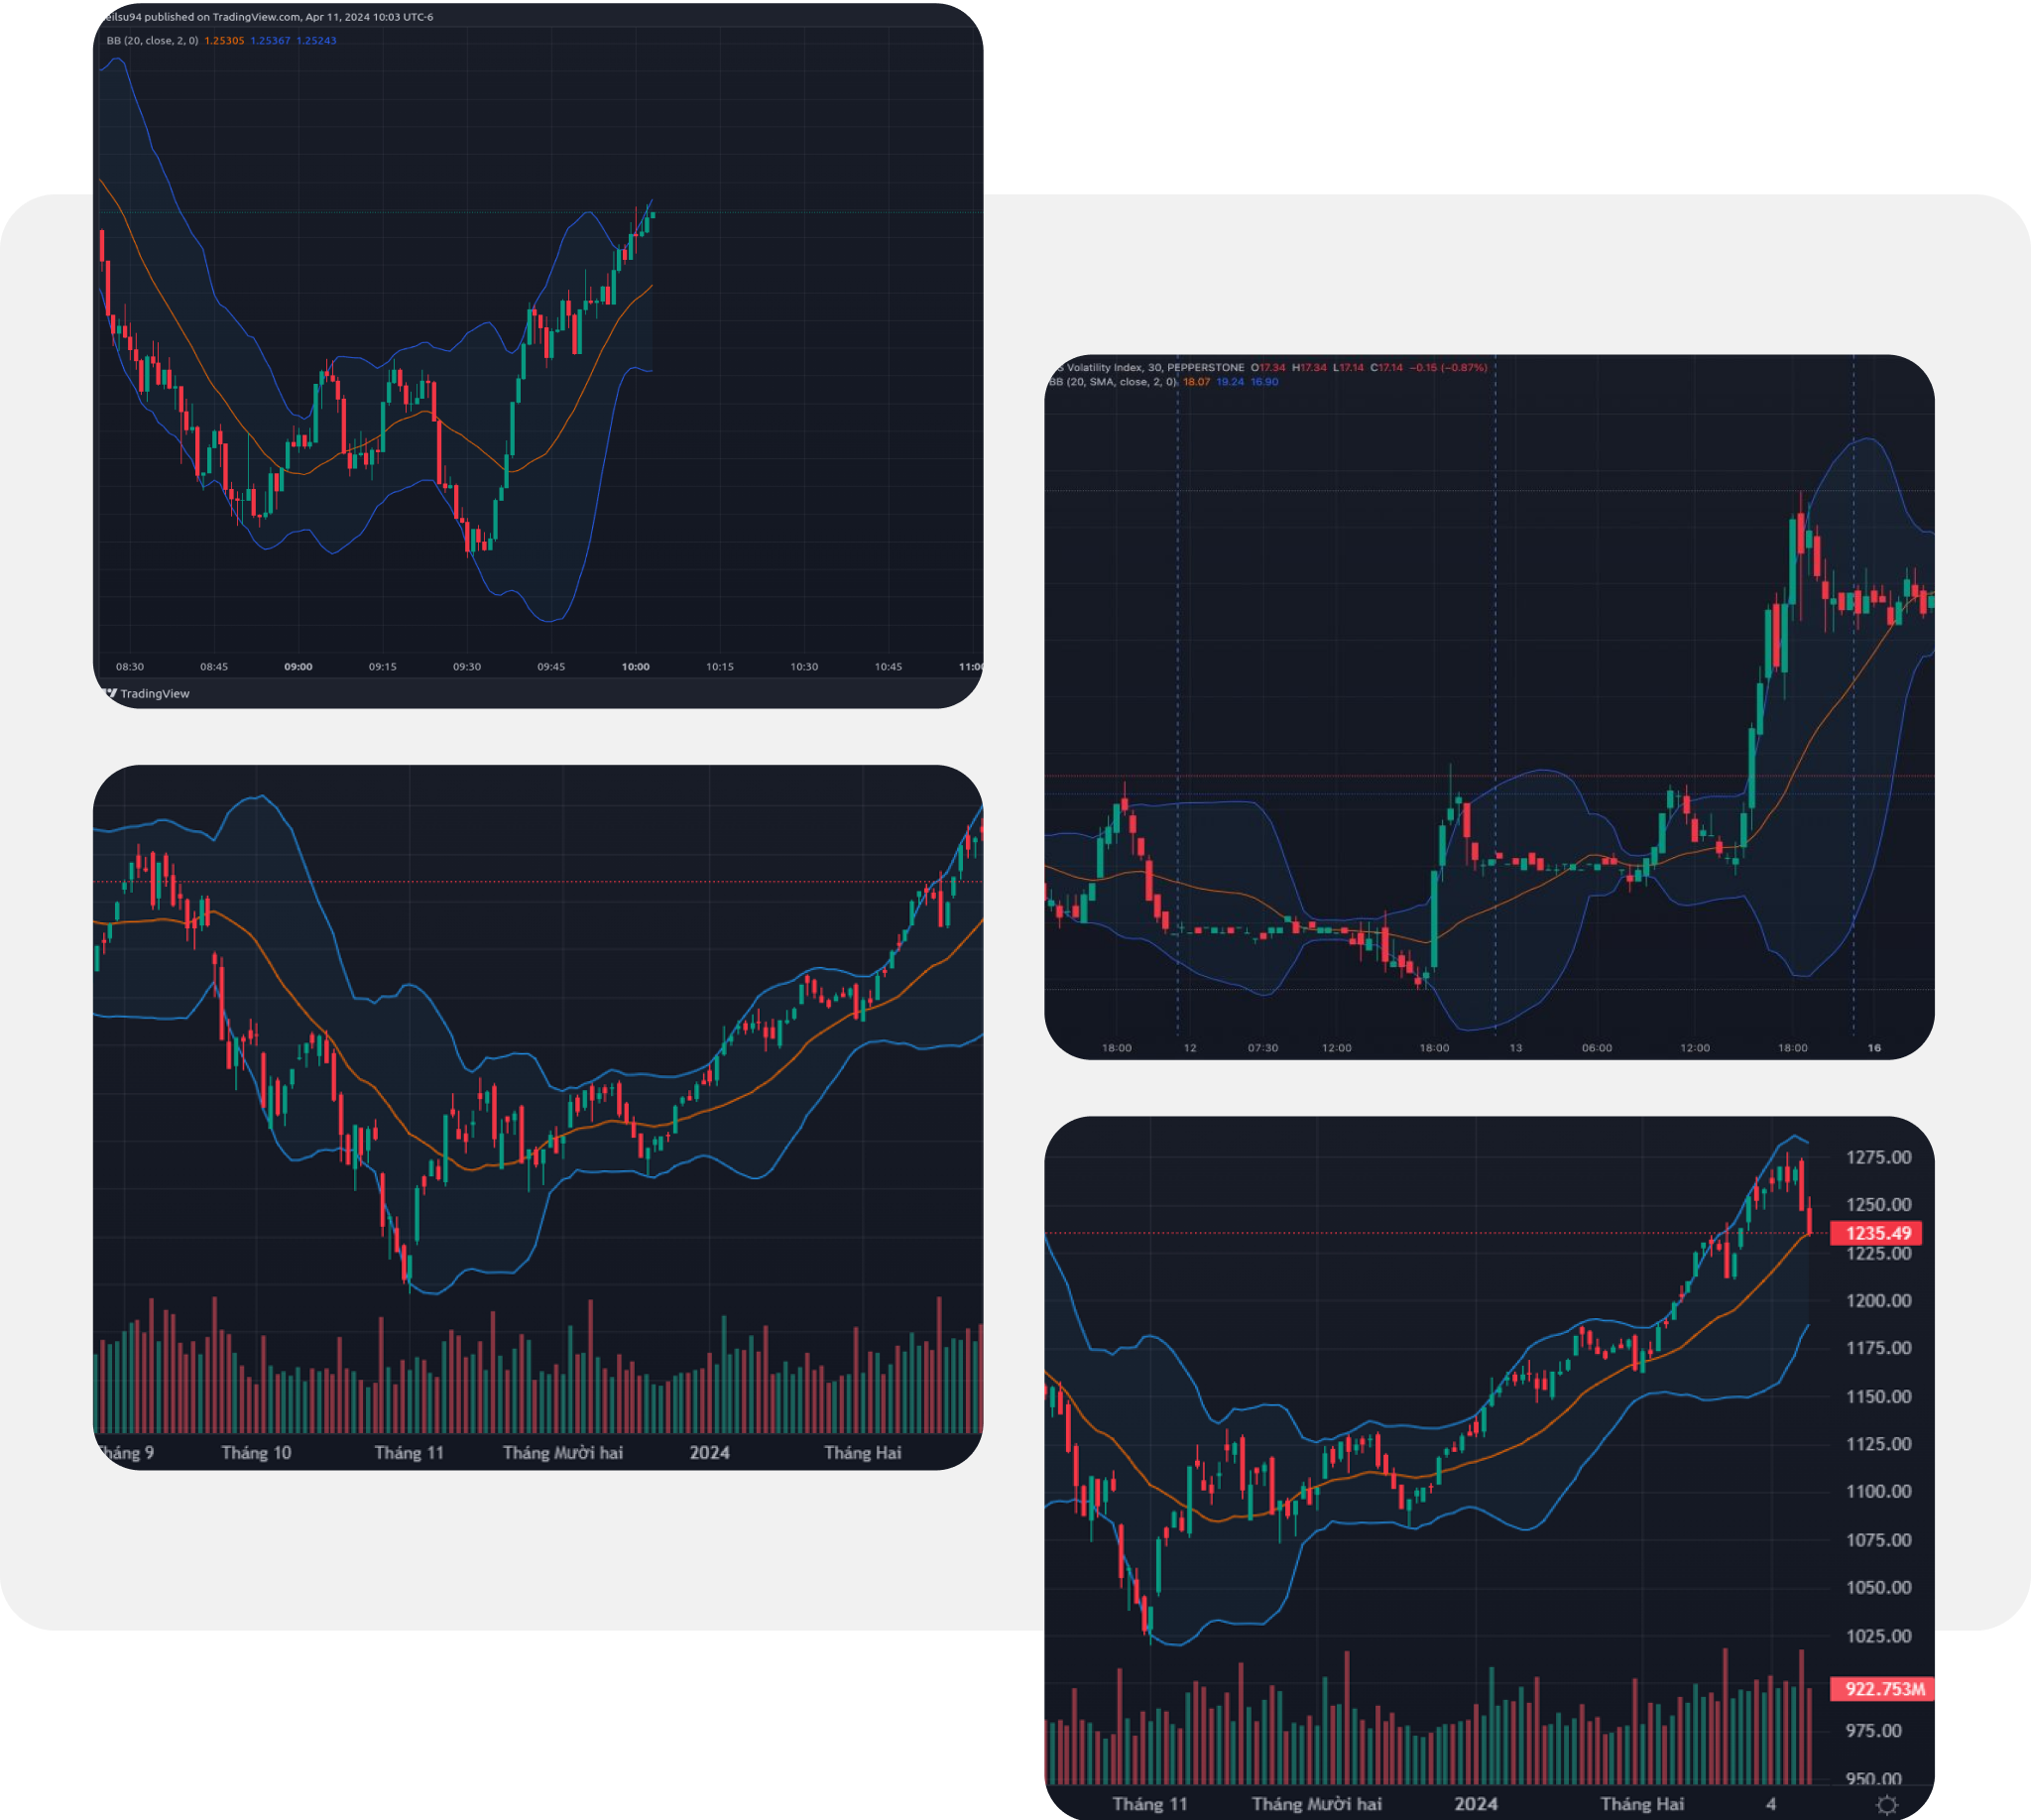 eilsu94 published on TradingView.com, Apr 11, 2024 10:03 UTC-6
BB (20, close, 2, 0) 1.25305 1.25367 1.25243
08:30 08:45 09:00 09:15 09:30 09:45 10:00 10:15 10:30 10:45 11:00
TradingView
S Volatility Index, 30, PEPPERSTONE O17.34 H17.34 L17.14 C17.14 −0.15 (−0.87%)
BB (20, SMA, close, 2, 0) 18.07 19.24 16.90
18:00 12 07:30 12:00 18:00 13 06:00 12:00 18:00 16
háng 9 Tháng 10 Tháng 11 Tháng Mười hai 2024 Tháng Hai
1275.00
1250.00
1235.49
1225.00
1200.00
1175.00
1150.00
1125.00
1100.00
1075.00
1050.00
1025.00
922.753M
975.00
950.00
Tháng 11 Tháng Mười hai 2024 Tháng Hai 4